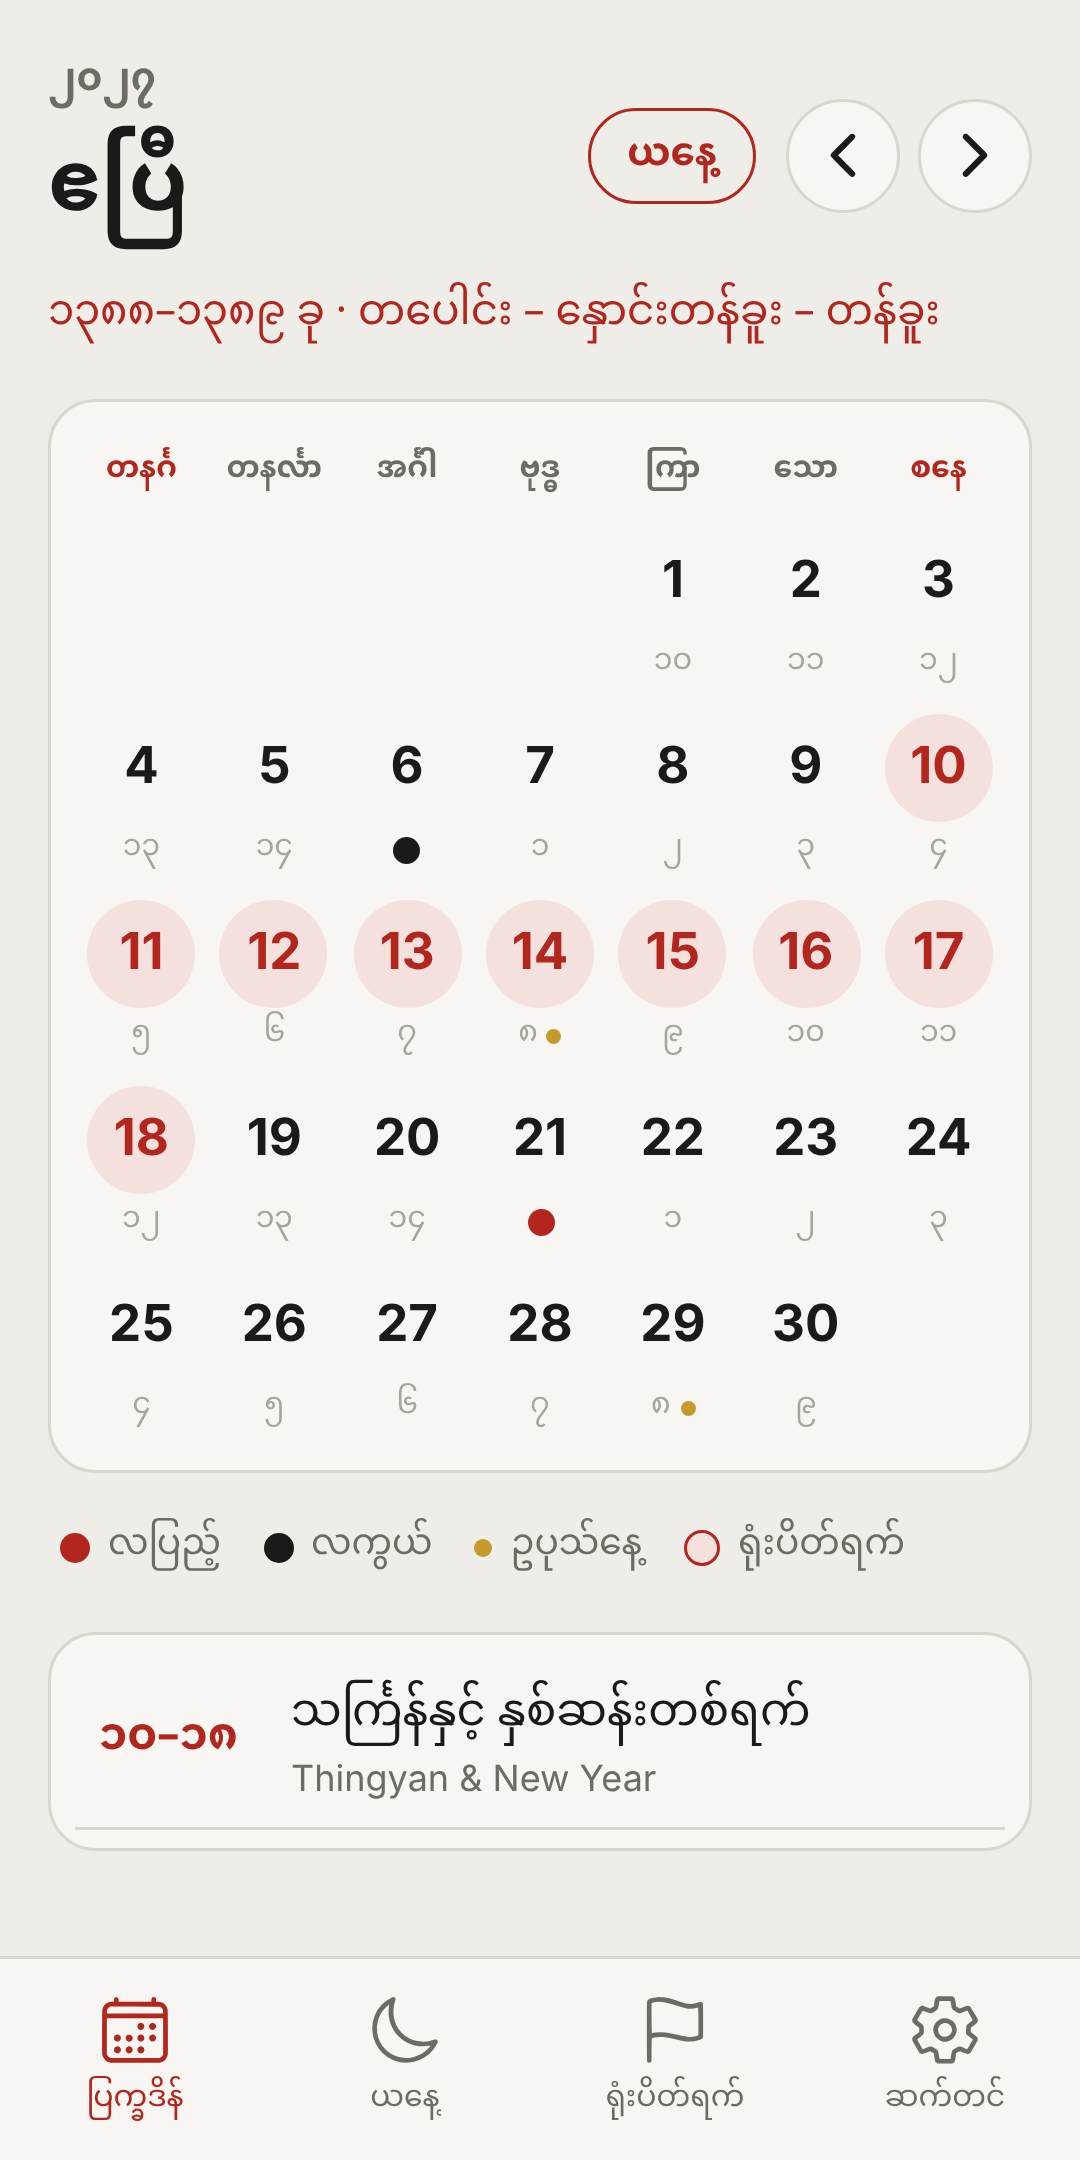 ၂၀၂၇
ဧပြီ
ယနေ့
၁၃၈၈–၁၃၈၉ ခု · တပေါင်း – နှောင်းတန်ခူး – တန်ခူး
တနင်္ဂ တနင်္လာ အင်္ဂါ ဗုဒ္ဓ ကြာ သော စနေ
1 2 3
၁၀ ၁၁ ၁၂
4 5 6 7 8 9 10
၁၃ ၁၄ ၁ ၂ ၃ ၄
11 12 13 14 15 16 17
၅ ၆ ၇ ၈ ၉ ၁၀ ၁၁
18 19 20 21 22 23 24
၁၂ ၁၃ ၁၄ ၁ ၂ ၃
25 26 27 28 29 30
၄ ၅ ၆ ၇ ၈ ၉
လပြည့် လကွယ် ဥပုသ်နေ့ ရုံးပိတ်ရက်
၁၀–၁၈
သင်္ကြန်နှင့် နှစ်ဆန်းတစ်ရက်
Thingyan & New Year
ပြက္ခဒိန် ယနေ့ ရုံးပိတ်ရက် ဆက်တင်